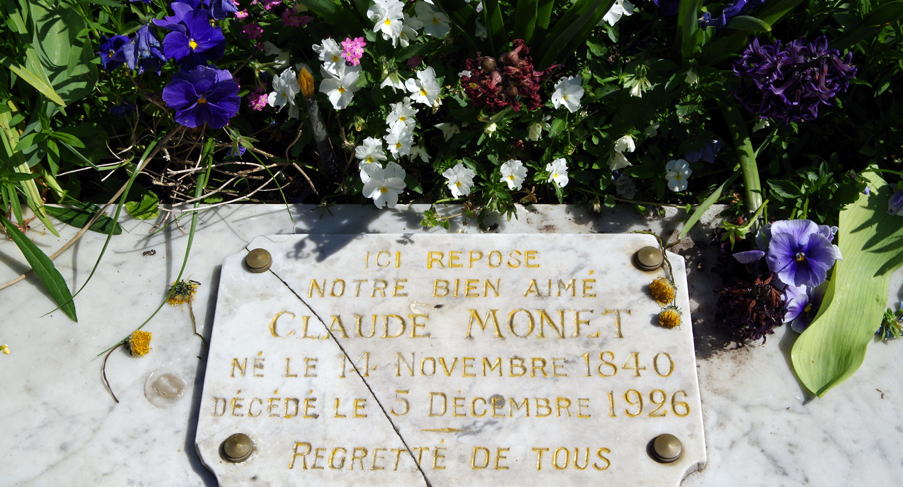 ICI REPOSE
NOTRE BIEN AIMÉ
CLAUDE MONET
NÉ LE 14 NOVEMBRE 1840
DÉCÉDÉ LE 5 DÉCEMBRE 1926
REGRETTÉ DE TOUS